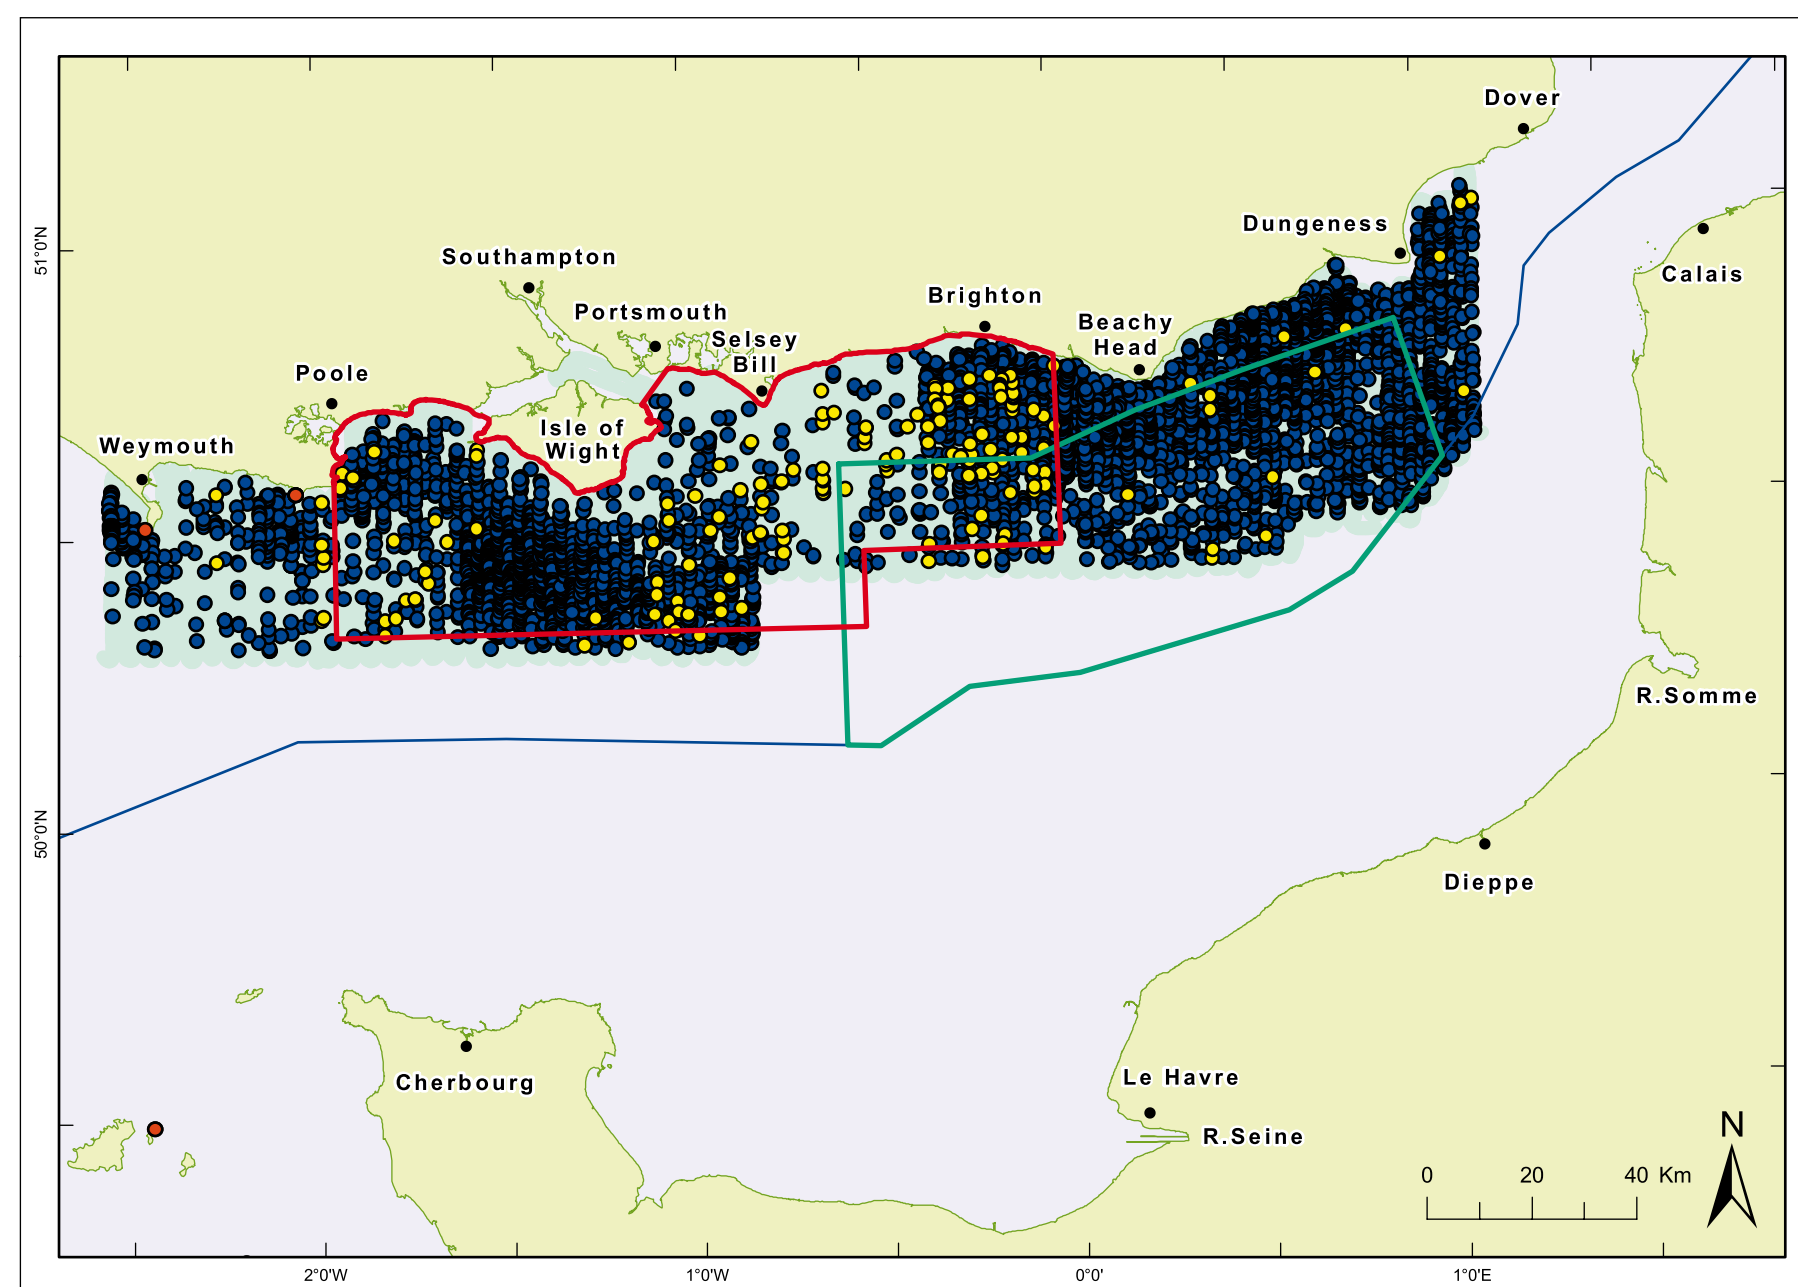 Dover
Dungeness
Calais
Southampton
Portsmouth
Brighton
Selsey
Bill
Beachy
Head
Poole
Isle of
Wight
Weymouth
R.Somme
Dieppe
Cherbourg
Le Havre
R.Seine
N
0 20 40 Km
51°0'N
50°0'N
2°0'W 1°0'W 0°0' 1°0'E